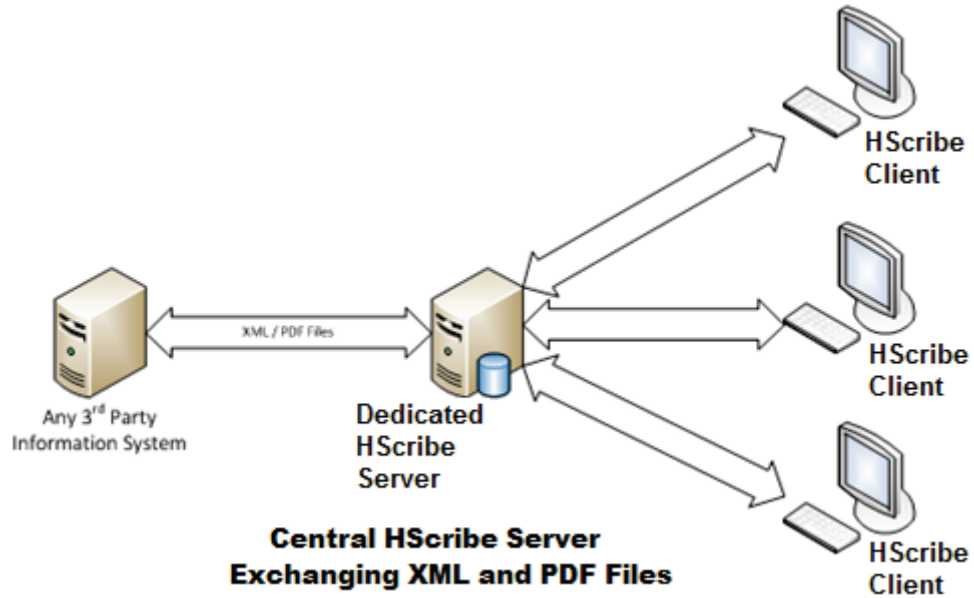 HScribe
Client
XML / PDF Files
HScribe
Client
Any 3rd Party
Information System
Dedicated
HScribe
Server
HScribe
Client
Central HScribe Server
Exchanging XML and PDF Files